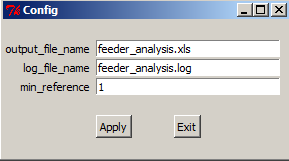 Config
output_file_name feeder_analysis.xls
log_file_name feeder_analysis.log
min_reference 1
Apply Exit